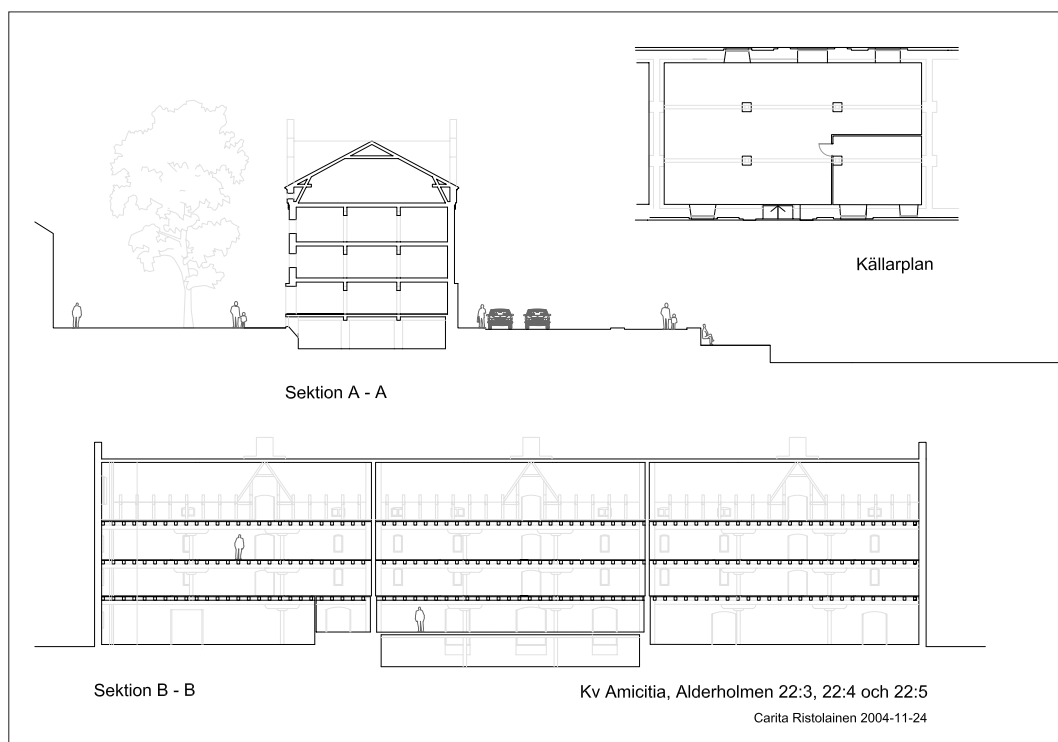 Källarplan
Sektion A - A
Sektion B - B
Kv Amicitia, Alderholmen 22:3, 22:4 och 22:5
Carita Ristolainen 2004-11-24